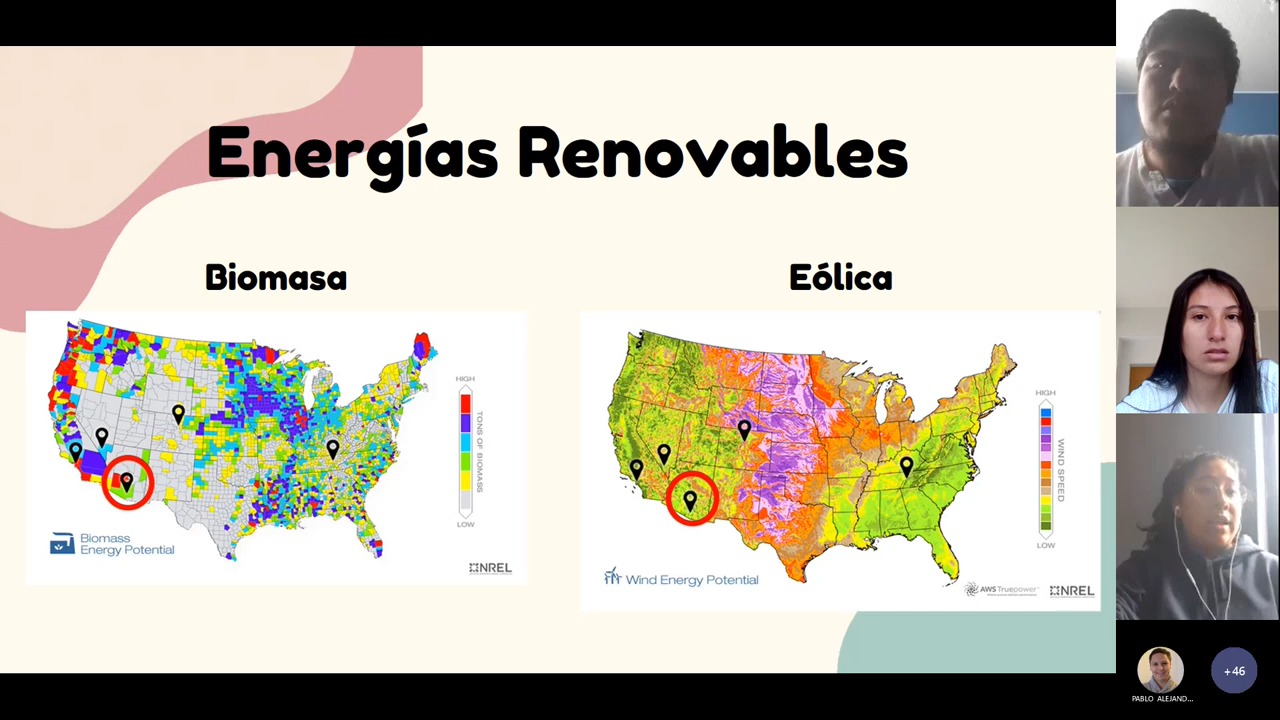 Energías Renovables
Biomasa
Eólica
HIGH
TONS OF BIOMASS
LOW
Biomass
Energy Potential
NREL
HIGH
WIND SPEED
LOW
Wind Energy Potential
AWS Truepower
NREL
PABLO ALEJAND...
+46